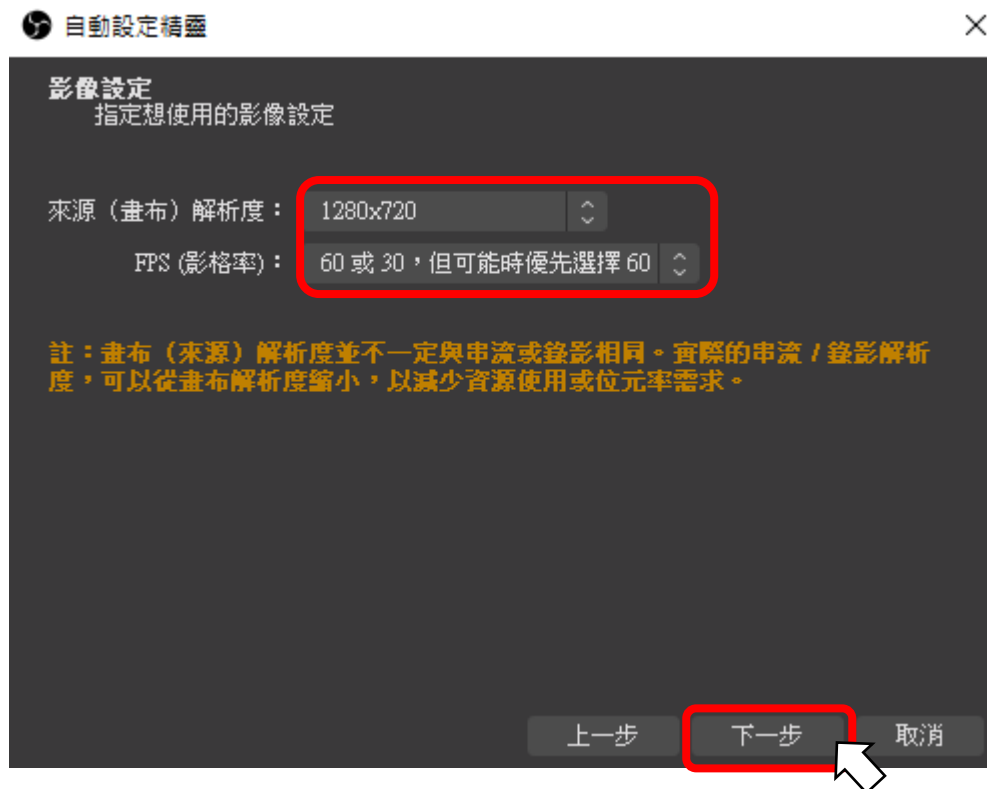 自動設定精靈
影像設定
指定想使用的影像設定
來源（畫布）解析度： 1280x720
FPS (影格率)： 60 或 30，但可能時優先選擇 60
註：畫布（來源）解析度並不一定與串流或錄影相同。實際的串流 / 錄影解析
度，可以從畫布解析度縮小，以減少資源使用或位元率需求。
上一步 下一步 取消